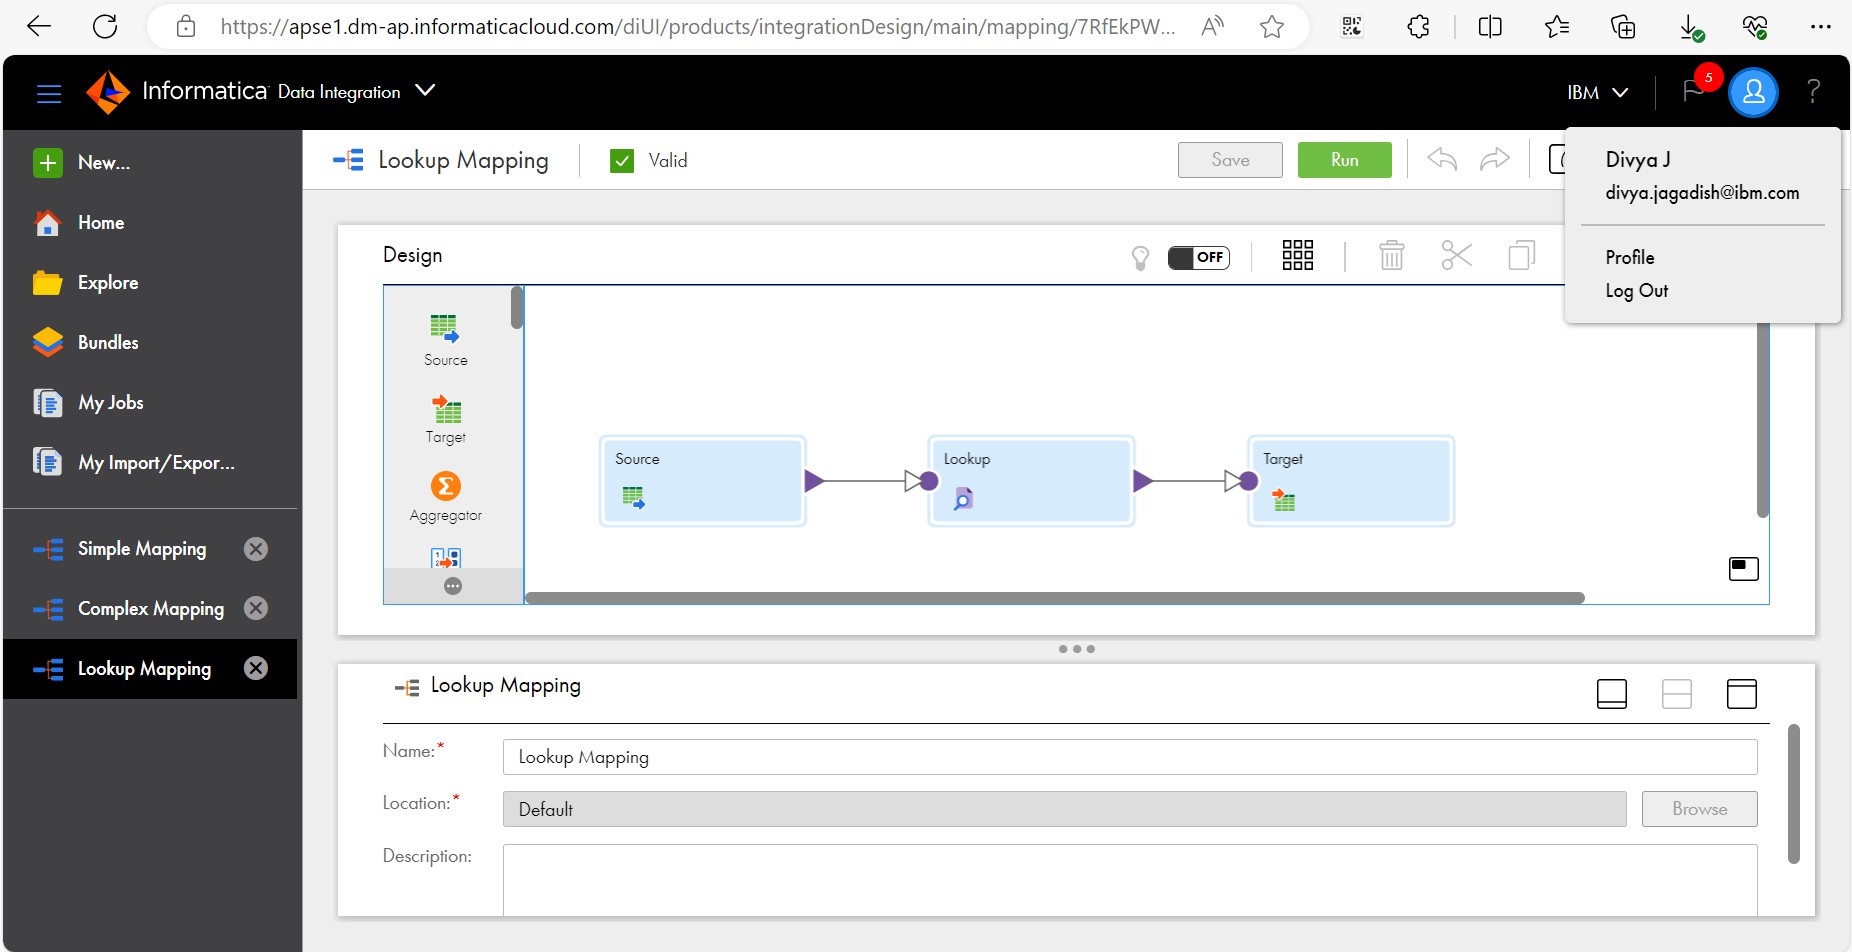 https://apse1.dm-ap.informaticacloud.com/diUI/products/integrationDesign/main/mapping/7RfEkPW...
Informatica Data Integration
IBM
5
?
New...
Home
Explore
Bundles
My Jobs
My Import/Expor...
Simple Mapping
Complex Mapping
Lookup Mapping
Lookup Mapping
Valid
Save
Run
Divya J
divya.jagadish@ibm.com
Profile
Log Out
Design
OFF
Source
Target
Aggregator
Source
Lookup
Target
Lookup Mapping
Name:*
Lookup Mapping
Location:*
Default
Browse
Description: